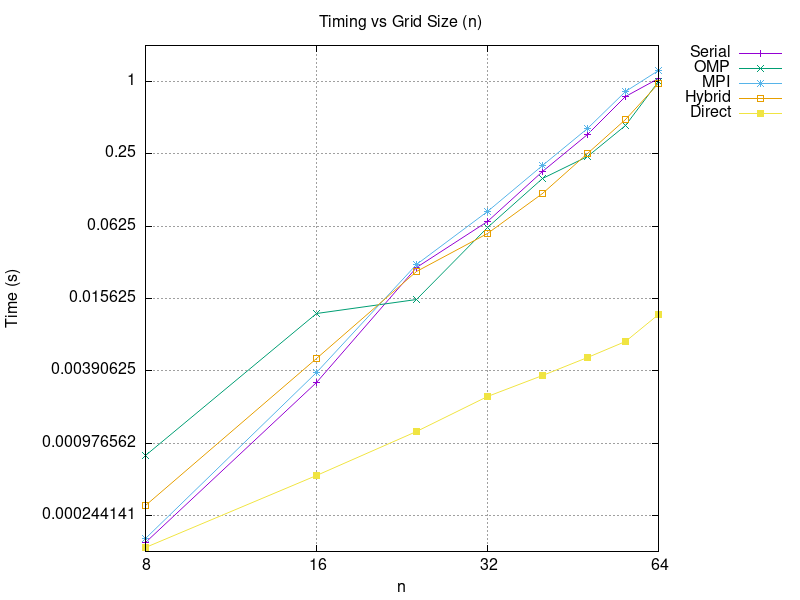 Timing vs Grid Size (n)
Serial
OMP
MPI
Hybrid
Direct
1
0.25
0.0625
0.015625
0.00390625
0.000976562
0.000244141
Time (s)
8 16 32 64
n